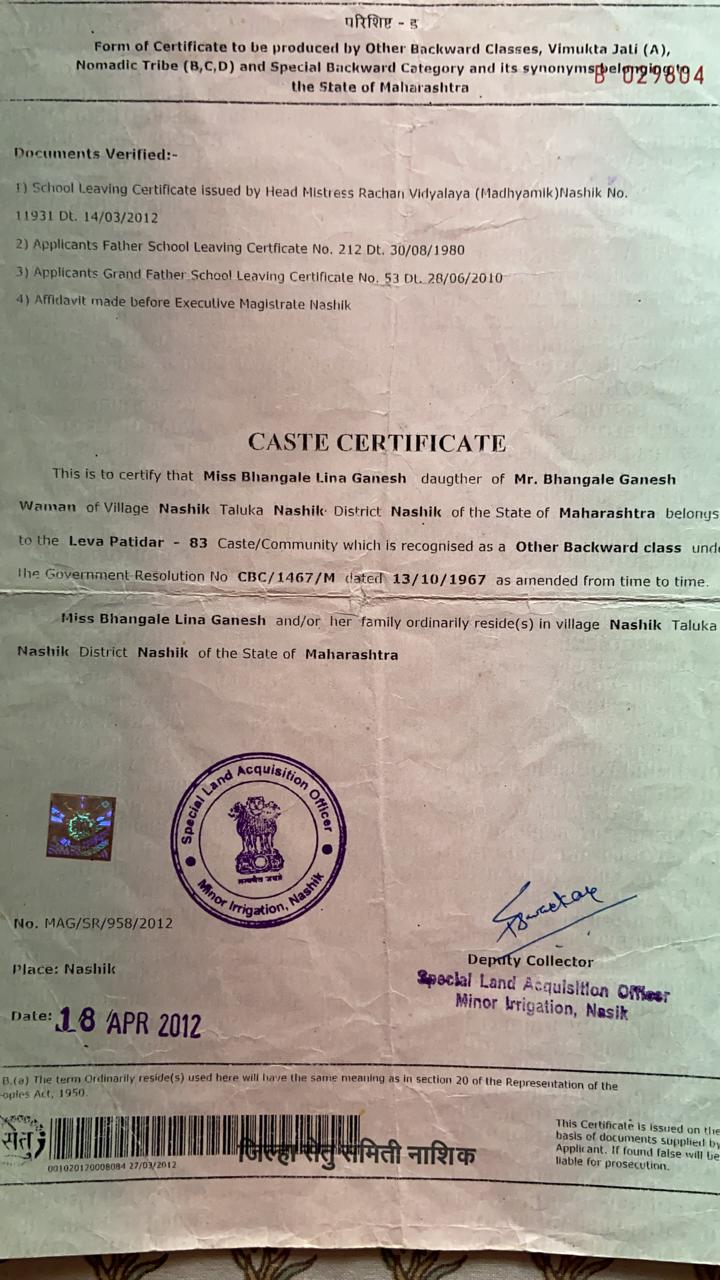 परिशिष्ट - ड
Form of Certificate to be produced by Other Backward Classes, Vimukta Jati (A),
Nomadic Tribe (B,C,D) and Special Backward Category and its synonyms belonging to
B 029804
the State of Maharashtra
Documents Verified:-
1) School Leaving Certificate issued by Head Mistress Rachan Vidyalaya (Madhyamik)Nashik No.
11931 Dt. 14/03/2012
2) Applicants Father School Leaving Certficate No. 212 Dt. 30/08/1980
3) Applicants Grand Father School Leaving Certificate No. 53 Dt. 28/06/2010
4) Affidavit made before Executive Magistrate Nashik
CASTE CERTIFICATE
This is to certify that Miss Bhangale Lina Ganesh daugther of Mr. Bhangale Ganesh
Waman of Village Nashik Taluka Nashik District Nashik of the State of Maharashtra belongs
to the Leva Patidar - 83 Caste/Community which is recognised as a Other Backward class unde
the Government Resolution No CBC/1467/M dated 13/10/1967 as amended from time to time.
Miss Bhangale Lina Ganesh and/or her family ordinarily reside(s) in village Nashik Taluka
Nashik District Nashik of the State of Maharashtra
Special Land Acquisition Officer
सत्यमेव जयते
Minor Irrigation, Nashik
No. MAG/SR/958/2012
Deputy Collector
Place: Nashik
Special Land Acquisition Officer
Minor Irrigation, Nasik
Date: 18 APR 2012
B.(a) The term Ordinarily reside(s) used here will have the same meaning as in section 20 of the Representation of the
oples Act, 1950.
सेतु
001020120008084 27/03/2012
जिल्हा सेतु समिती नाशिक
This Certificate is issued on the
basis of documents supplied by
Applicant. If found false will be
liable for prosecution.